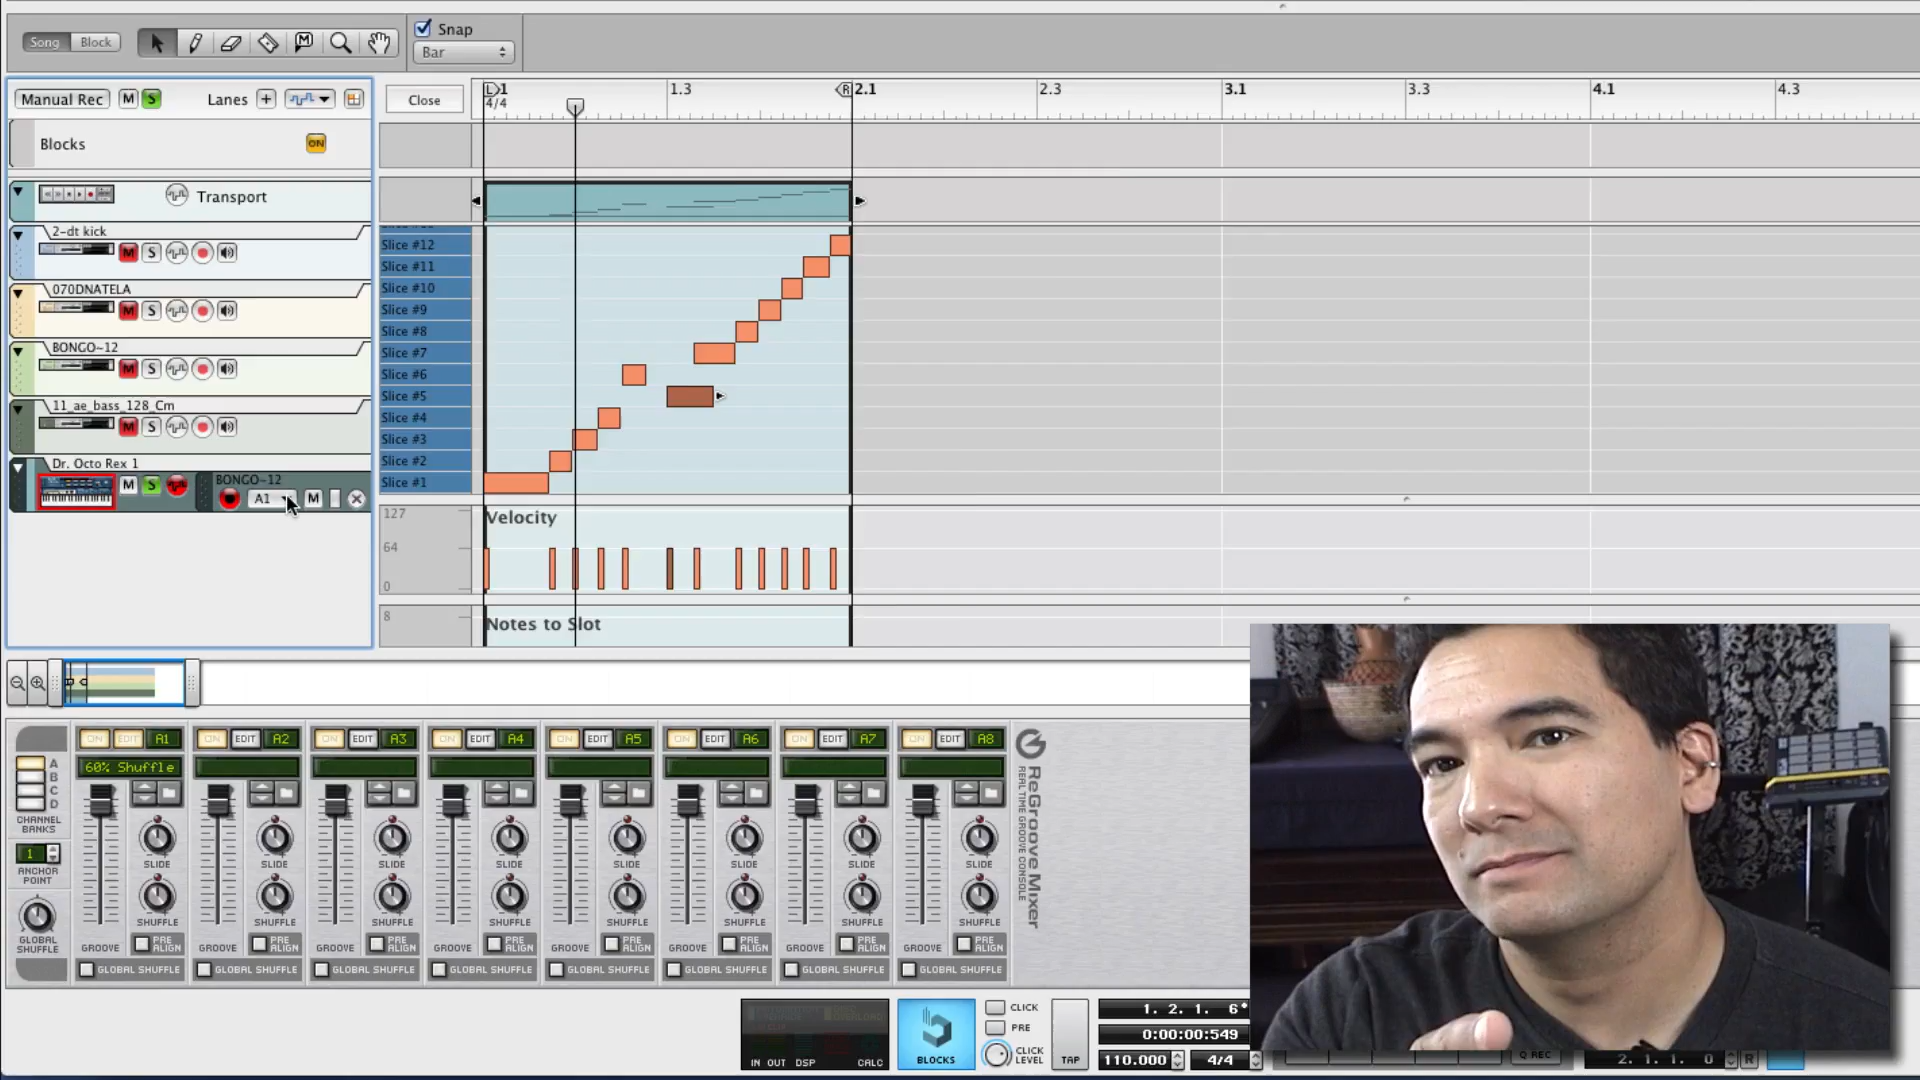 Song Block
Snap
Bar
Manual Rec M S Lanes +
Close
L 1 1.3 R 2.1 2.3 3.1 3.3 4.1 4.3
4/4
Blocks ON
Transport
2-dt kick
M S
070DNATELA
M S
BONGO~12
M S
11_ae_bass_128_Cm
M S
Dr. Octo Rex 1
M S
BONGO~12
A1 M
Slice #12
Slice #11
Slice #10
Slice #9
Slice #8
Slice #7
Slice #6
Slice #5
Slice #4
Slice #3
Slice #2
Slice #1
127
64
0
Velocity
8
Notes to Slot
ON EDIT A1 ON EDIT A2 ON EDIT A3 ON EDIT A4 ON EDIT A5 ON EDIT A6 ON EDIT A7 ON EDIT A8
60% Shuffle
A
B
C
D
CHANNEL BANKS
1
ANCHOR POINT
GLOBAL SHUFFLE
SLIDE SLIDE SLIDE SLIDE SLIDE SLIDE SLIDE SLIDE
SHUFFLE SHUFFLE SHUFFLE SHUFFLE SHUFFLE SHUFFLE SHUFFLE SHUFFLE
GROOVE PRE ALIGN GROOVE PRE ALIGN GROOVE PRE ALIGN GROOVE PRE ALIGN GROOVE PRE ALIGN GROOVE PRE ALIGN GROOVE PRE ALIGN GROOVE PRE ALIGN
GLOBAL SHUFFLE GLOBAL SHUFFLE GLOBAL SHUFFLE GLOBAL SHUFFLE GLOBAL SHUFFLE GLOBAL SHUFFLE GLOBAL SHUFFLE GLOBAL SHUFFLE
ReGrooveMixer
REAL TIME GROOVE CONSOLE
IN OUT DSP CALC
BLOCKS
CLICK
PRE
CLICK LEVEL
TAP
1. 2. 1. 6*
0:00:00:549
110.000 4/4
Q REC
2. 1. 1. 0 R